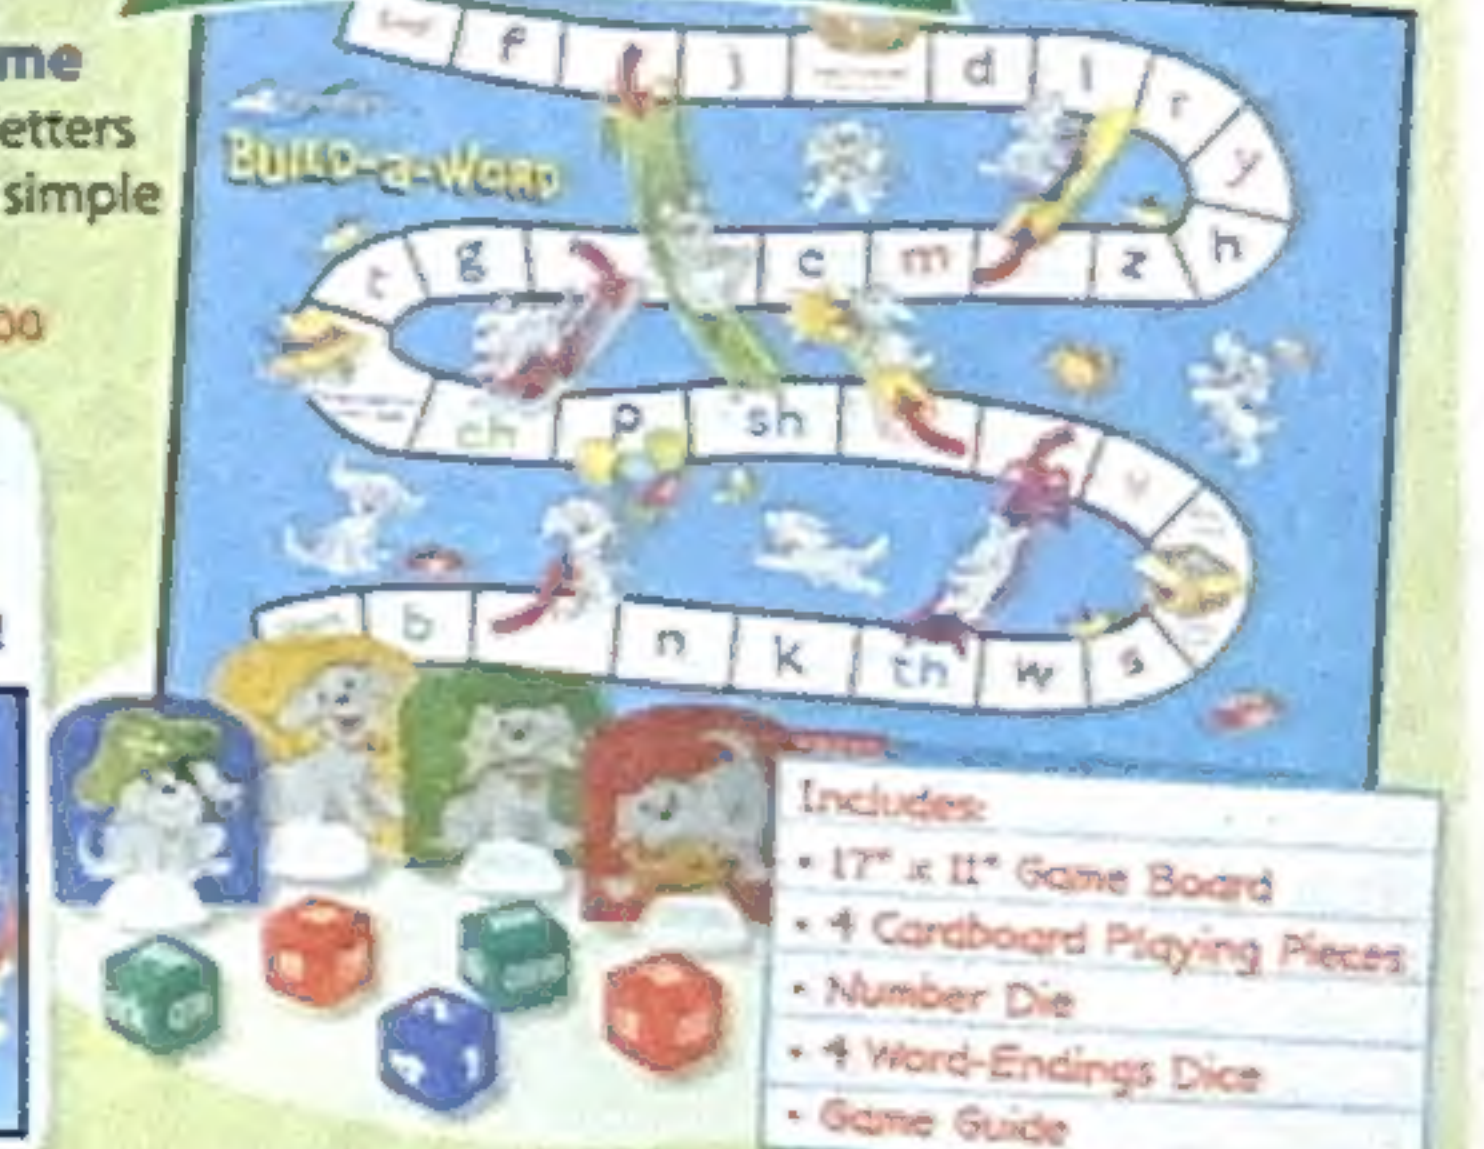 me
etters
simple
00
BUILD-a-WORD
f j d l r y
g c m z h
ch p sh
b n k th w s
Includes:
• 17" x 11" Game Board
• 4 Cardboard Playing Pieces
• Number Die
• 4 Word-Endings Dice
• Game Guide